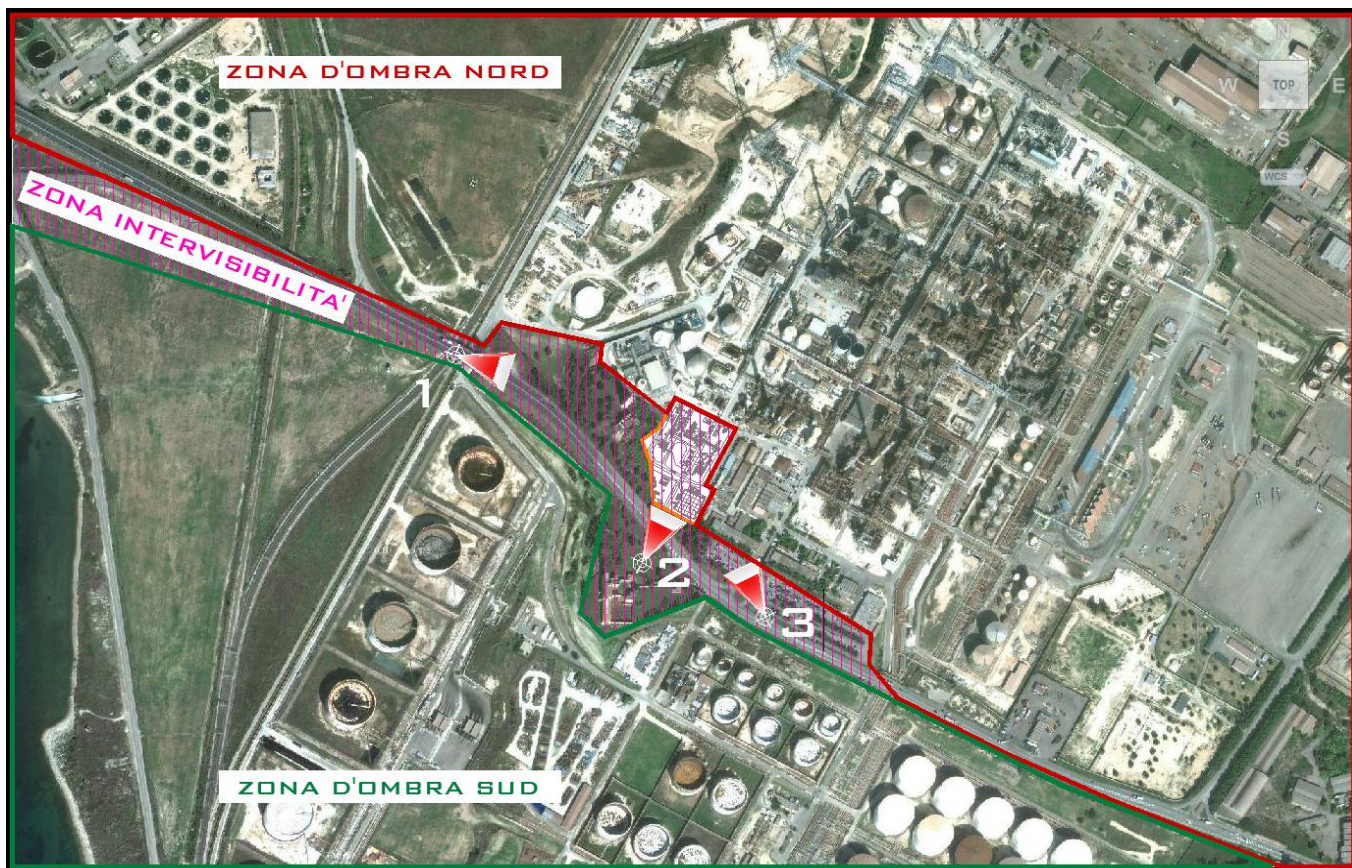 ZONA D'OMBRA NORD
N
W TOP E
S
WCS
ZONA INTERVISIBILITA'
1
2
3
ZONA D'OMBRA SUD